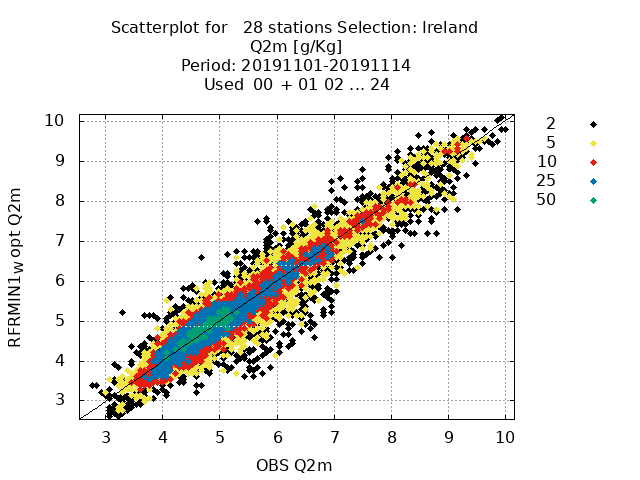 Scatterplot for 28 stations Selection: Ireland
Q2m [g/Kg]
Period: 20191101-20191114
Used 00 + 01 02 ... 24
10
9
8
7
6
5
4
3
RFRMIN1w opt Q2m
3 4 5 6 7 8 9 10
OBS Q2m
2
5
10
25
50